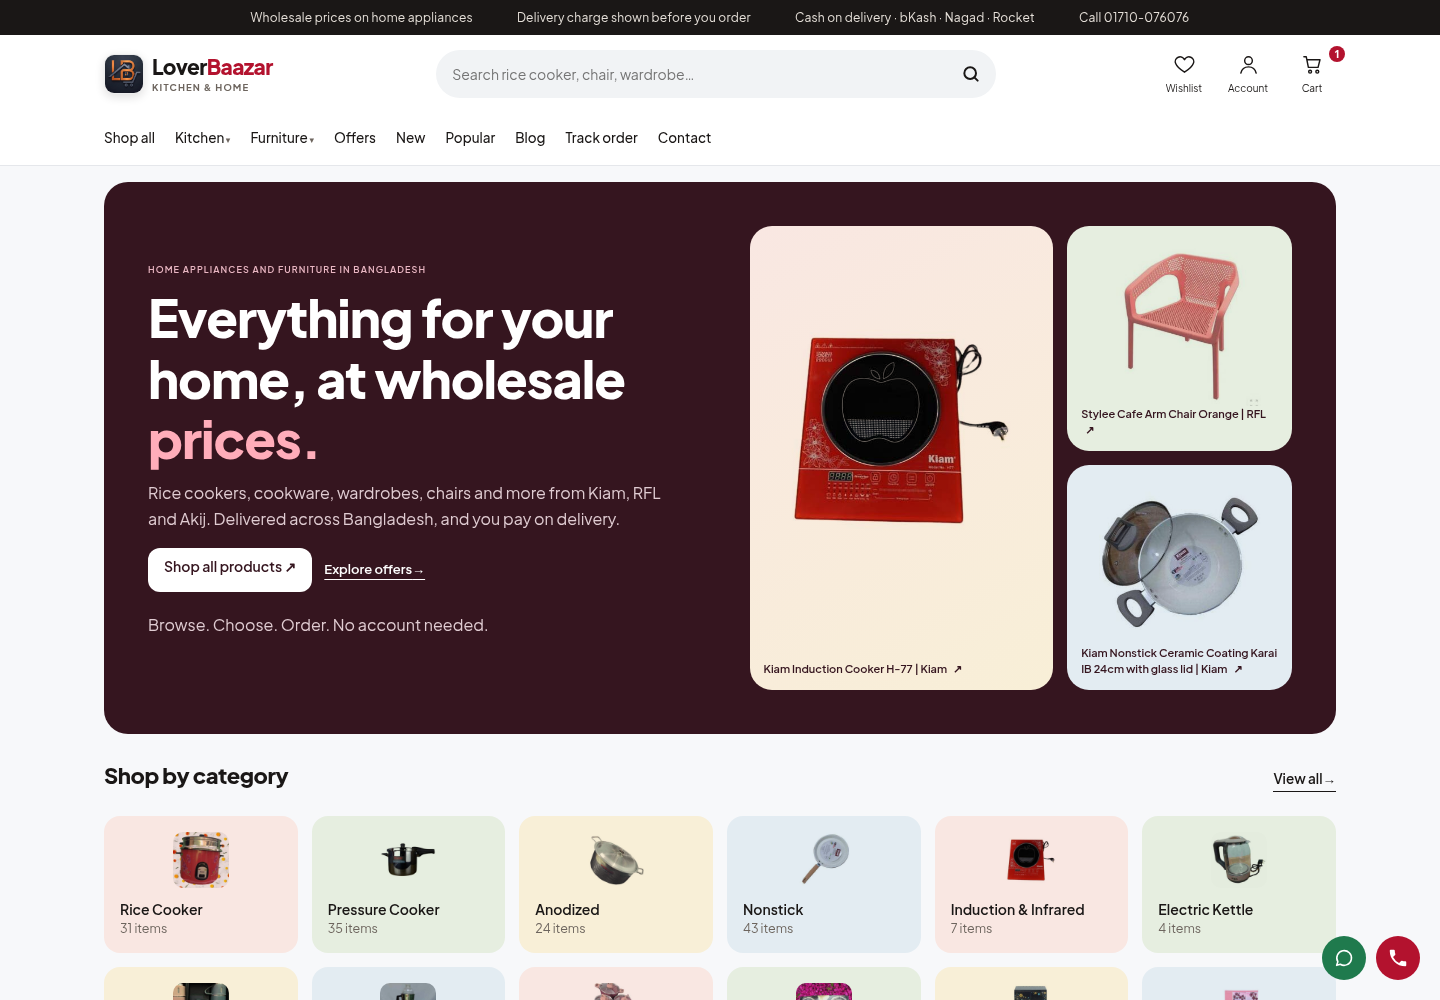 Wholesale prices on home appliances
Delivery charge shown before you order
Cash on delivery · bKash · Nagad · Rocket
Call 01710-076076
LoverBaazar
KITCHEN & HOME
Search rice cooker, chair, wardrobe...
Wishlist
Account
1
Cart
Shop all
Kitchen ▾
Furniture ▾
Offers
New
Popular
Blog
Track order
Contact
HOME APPLIANCES AND FURNITURE IN BANGLADESH
Everything for your
home, at wholesale
prices.
Rice cookers, cookware, wardrobes, chairs and more from Kiam, RFL
and Akij. Delivered across Bangladesh, and you pay on delivery.
Shop all products ↗
Explore offers →
Browse. Choose. Order. No account needed.
Kiam
Kiam Induction Cooker H-77 | Kiam ↗
Stylee Cafe Arm Chair Orange | RFL
↗
Kiam Nonstick Ceramic Coating Karai
IB 24cm with glass lid | Kiam ↗
Shop by category
View all →
Rice Cooker
31 items
Pressure Cooker
35 items
Anodized
24 items
Nonstick
43 items
Induction & Infrared
7 items
Electric Kettle
4 items